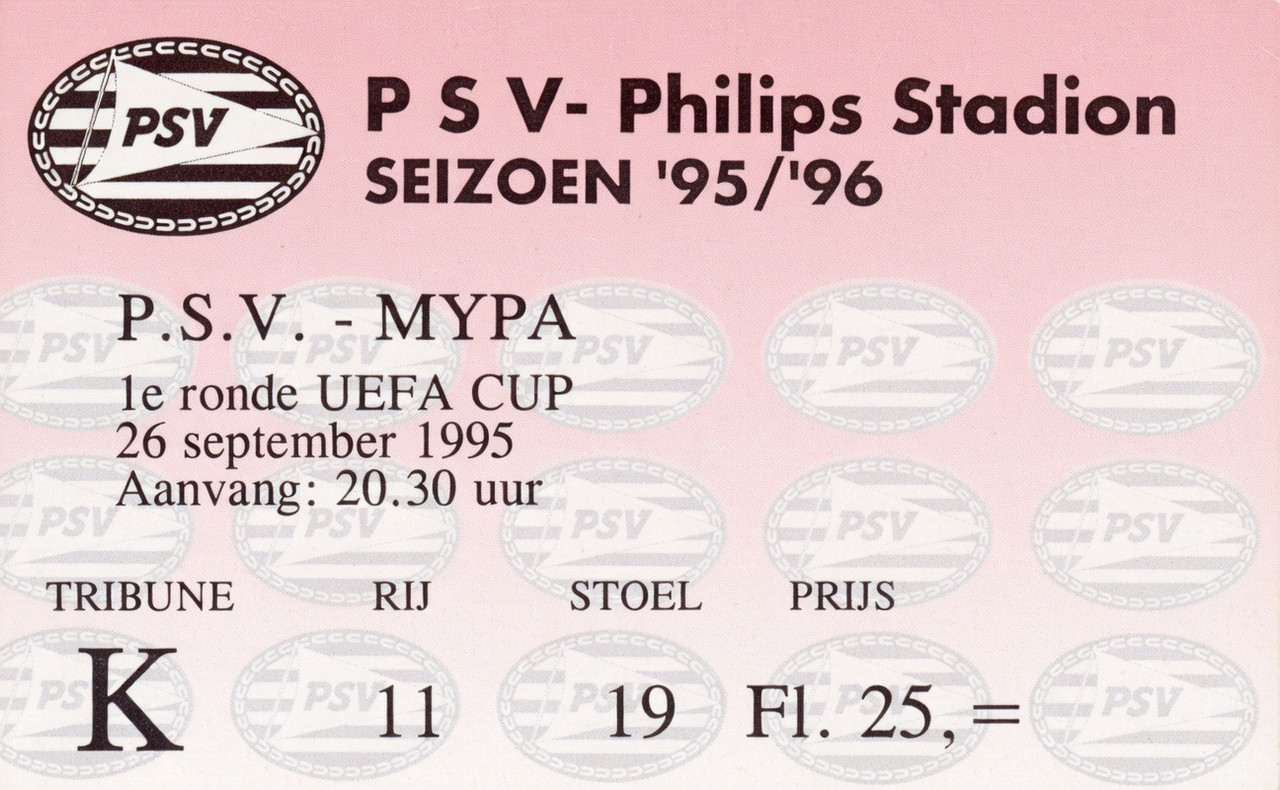 PSV
P S V- Philips Stadion
SEIZOEN '95/'96
P.S.V. - MYPA
1e ronde UEFA CUP
26 september 1995
Aanvang: 20.30 uur
TRIBUNE RIJ STOEL PRIJS
K 11 19 Fl. 25,=